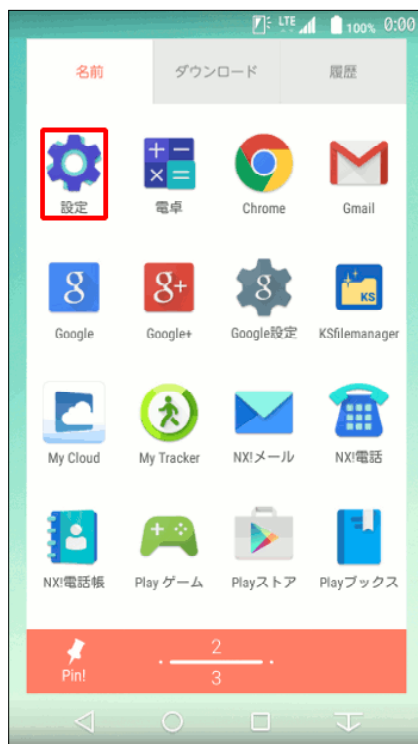 LTE 100% 0:00
名前 ダウンロード 履歴
設定 電卓 Chrome Gmail
Google Google+ Google設定 KSfilemanager
My Cloud My Tracker NX!メール NX!電話
NX!電話帳 Play ゲーム Playストア Playブックス
2
Pin!
3